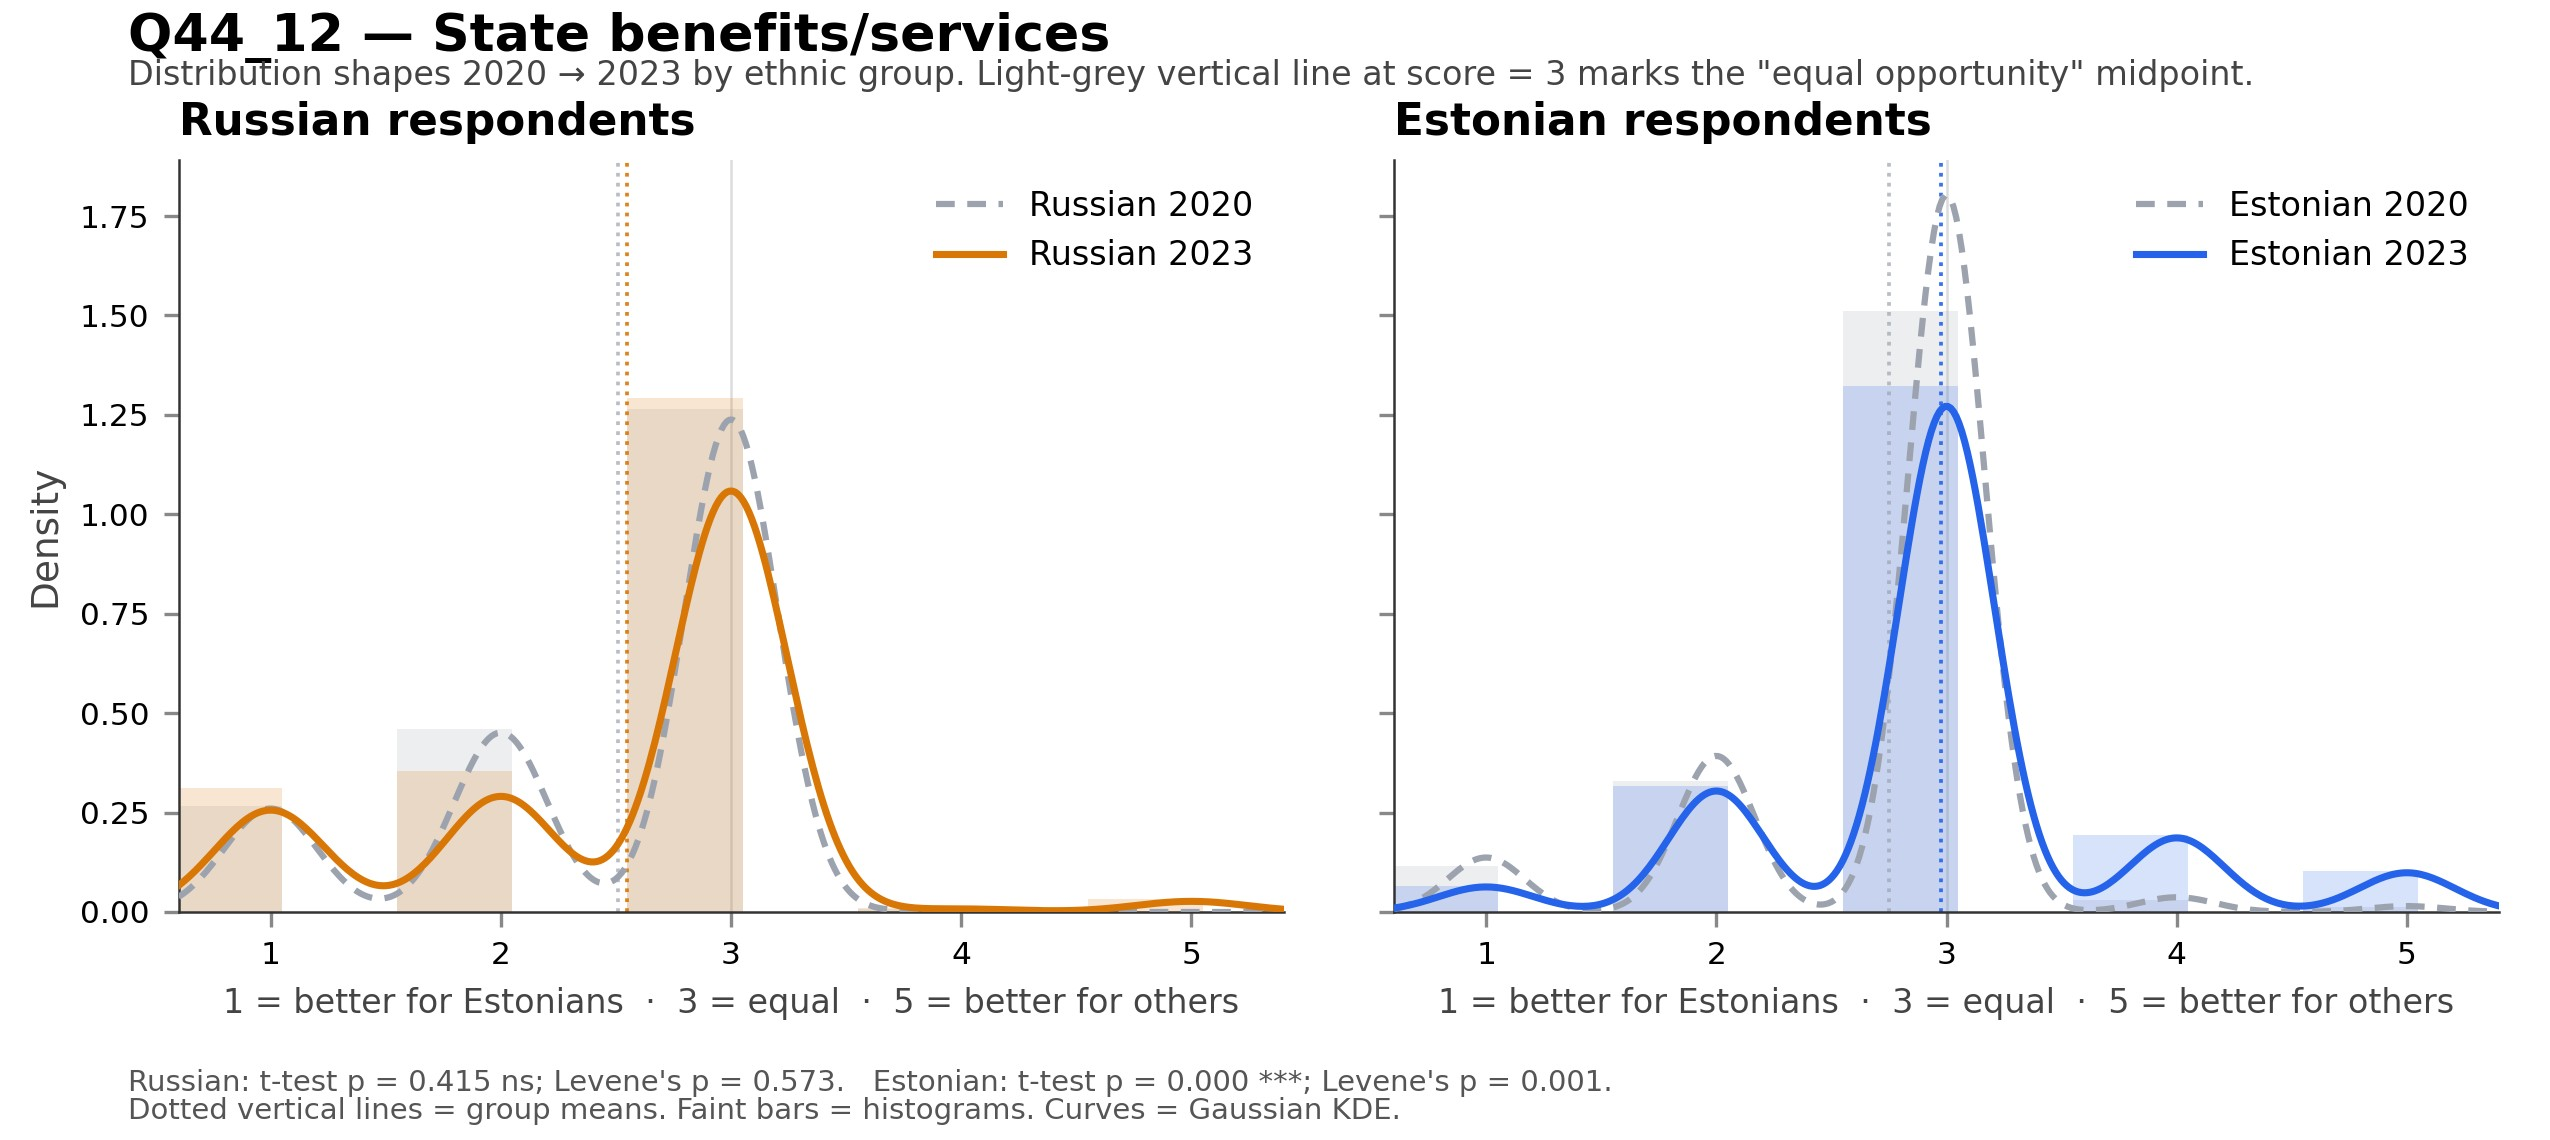 Q44_12 — State benefits/services
Distribution shapes 2020 → 2023 by ethnic group. Light-grey vertical line at score = 3 marks the "equal opportunity" midpoint.
Russian respondents
Russian 2020
Russian 2023
Density
1.75
1.50
1.25
1.00
0.75
0.50
0.25
0.00
1 2 3 4 5
1 = better for Estonians · 3 = equal · 5 = better for others
Estonian respondents
Estonian 2020
Estonian 2023
1 2 3 4 5
1 = better for Estonians · 3 = equal · 5 = better for others
Russian: t-test p = 0.415 ns; Levene's p = 0.573. Estonian: t-test p = 0.000 ***; Levene's p = 0.001.
Dotted vertical lines = group means. Faint bars = histograms. Curves = Gaussian KDE.